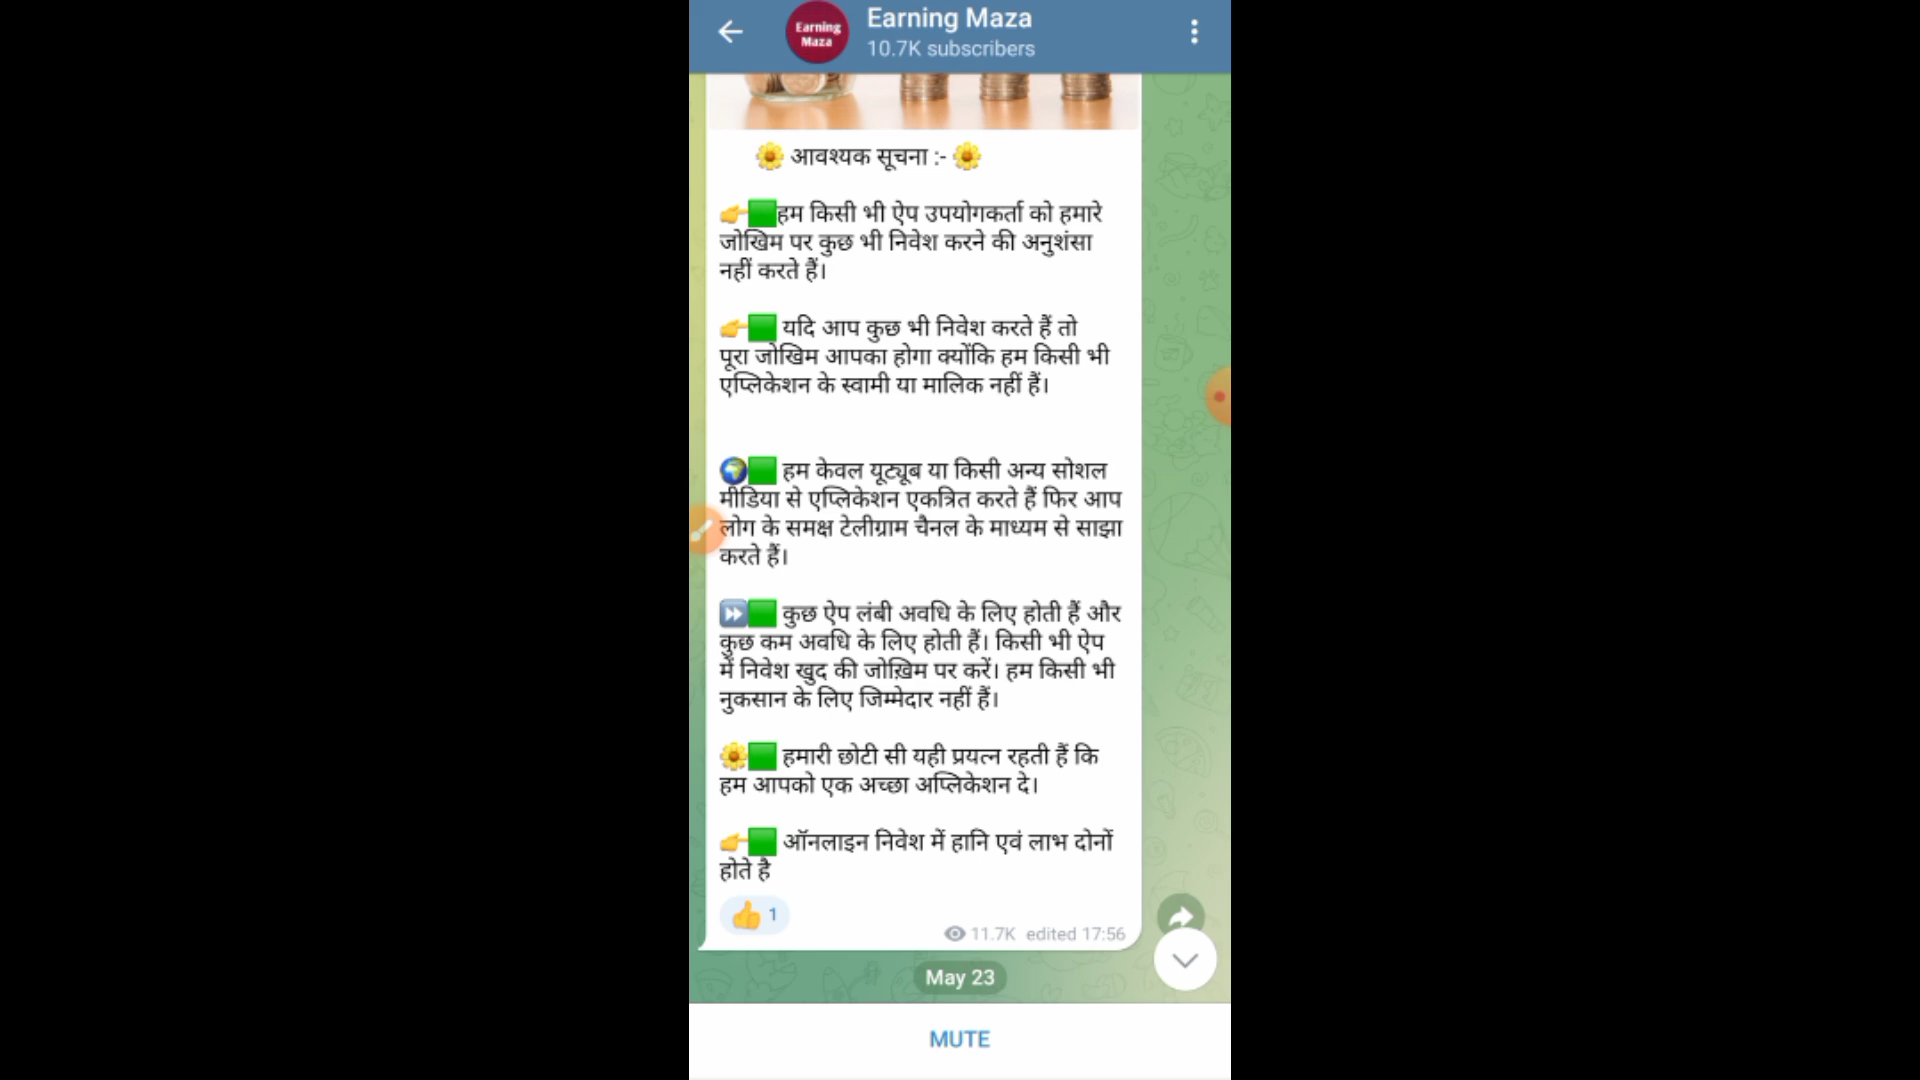 Earning Maza
Earning Maza
10.7K subscribers
🌼 आवश्यक सूचना :- 🌼
👉🟩हम किसी भी ऐप उपयोगकर्ता को हमारे
जोखिम पर कुछ भी निवेश करने की अनुशंसा
नहीं करते हैं।
👉🟩 यदि आप कुछ भी निवेश करते हैं तो
पूरा जोखिम आपका होगा क्योंकि हम किसी भी
एप्लिकेशन के स्वामी या मालिक नहीं हैं।
🌍🟩 हम केवल यूट्यूब या किसी अन्य सोशल
मीडिया से एप्लिकेशन एकत्रित करते हैं फिर आप
लोग के समक्ष टेलीग्राम चैनल के माध्यम से साझा
करते हैं।
⏩🟩 कुछ ऐप लंबी अवधि के लिए होती हैं और
कुछ कम अवधि के लिए होती हैं। किसी भी ऐप
में निवेश खुद की जोख़िम पर करें। हम किसी भी
नुकसान के लिए जिम्मेदार नहीं हैं।
🌼🟩 हमारी छोटी सी यही प्रयत्न रहती हैं कि
हम आपको एक अच्छा अप्लिकेशन दे।
👉🟩 ऑनलाइन निवेश में हानि एवं लाभ दोनों
होते है
👍 1
11.7K edited 17:56
May 23
MUTE